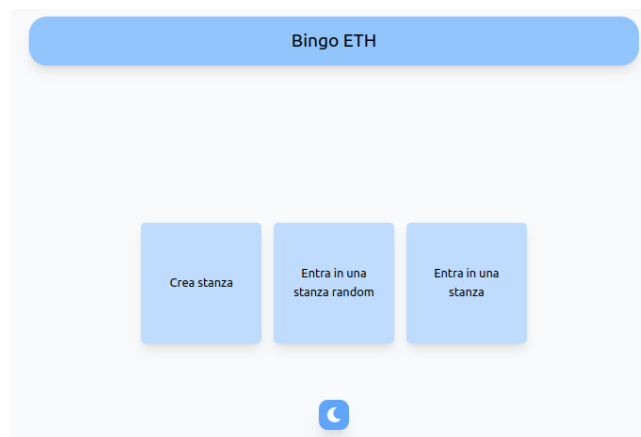 Bingo ETH
Crea stanza
Entra in una
stanza random
Entra in una
stanza